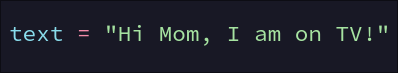 text = "Hi Mom, I am on TV!"